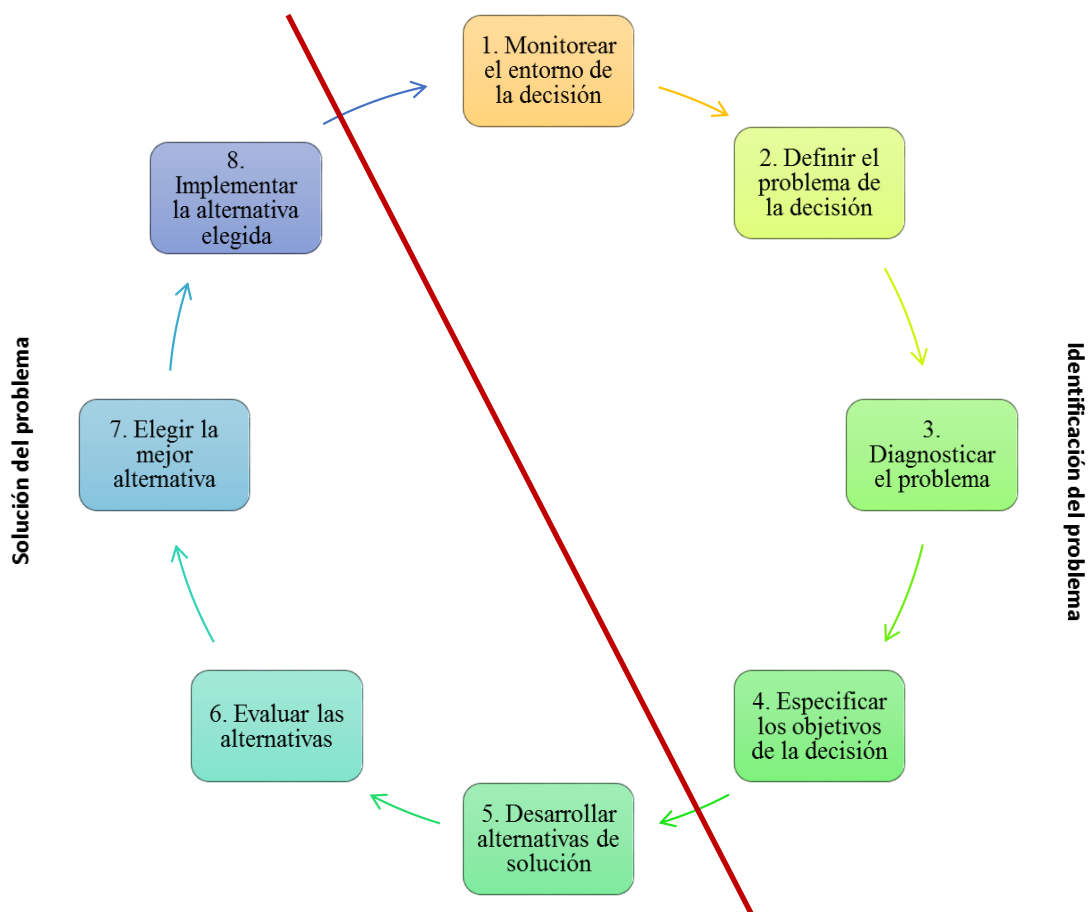 1. Monitorear
el entorno de
la decisión
2. Definir el
problema de
la decisión
3.
Diagnosticar
el problema
4. Especificar
los objetivos
de la decisión
5. Desarrollar
alternativas de
solución
6. Evaluar las
alternativas
7. Elegir la
mejor
alternativa
8.
Implementar
la alternativa
elegida
Solución del problema
Identificación del problema